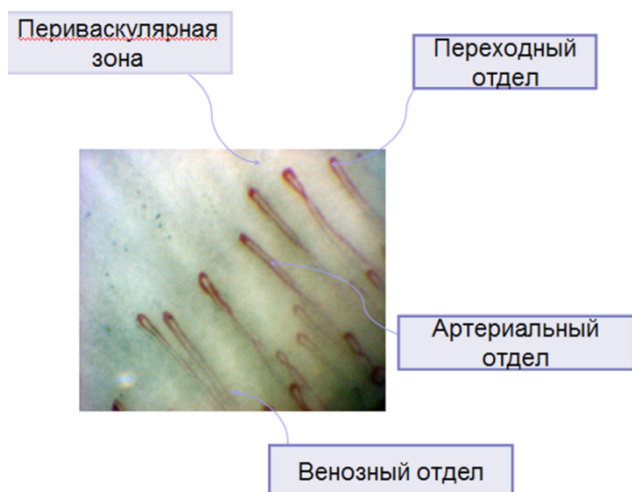 Периваскулярная
зона
Переходный
отдел
Артериальный
отдел
Венозный отдел